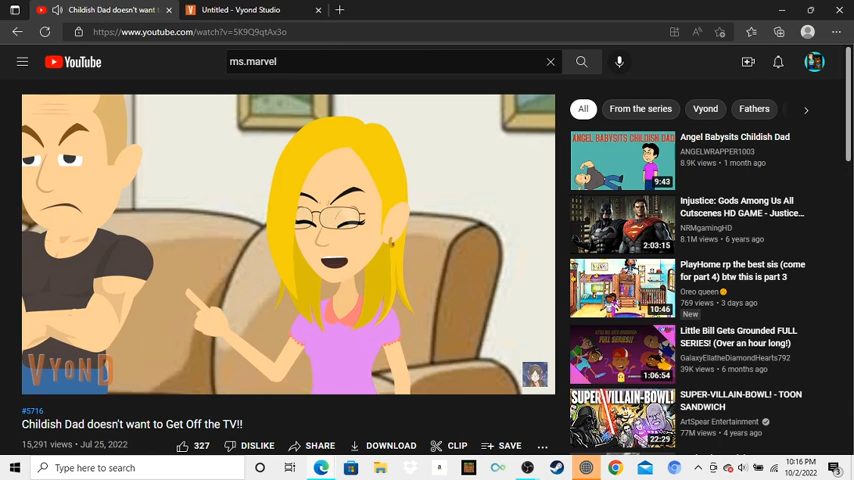 Childish Dad doesn't want t
Untitled - Vyond Studio
https://www.youtube.com/watch?v=5K9Q9qtAx3o
YouTube
ms.marvel
VYOND
#5716
Childish Dad doesn't want to Get Off the TV!!
15,291 views • Jul 25, 2022
327
DISLIKE
SHARE
DOWNLOAD
CLIP
SAVE
All
From the series
Vyond
Fathers
ANGEL BABYSITS CHILDISH DAD
9:43
Angel Babysits Childish Dad
ANGELWRAPPER1003
8.9K views • 1 month ago
2:03:15
Injustice: Gods Among Us All
Cutscenes HD GAME - Justice...
NRMgamingHD
8.1M views • 6 years ago
10:46
PlayHome rp the best sis (come
for part 4) btw this is part 3
Oreo queen
769 views • 3 days ago
New
FULL SERIES!!
1:06:54
Little Bill Gets Grounded FULL
SERIES! (Over an hour long!)
GalaxyEllatheDiamondHearts792
39K views • 6 months ago
SUPER-VILLAIN-BOWL!
22:29
SUPER-VILLAIN-BOWL! - TOON
SANDWICH
ArtSpear Entertainment
77M views • 4 years ago
Type here to search
a
10:16 PM
10/2/2022
3